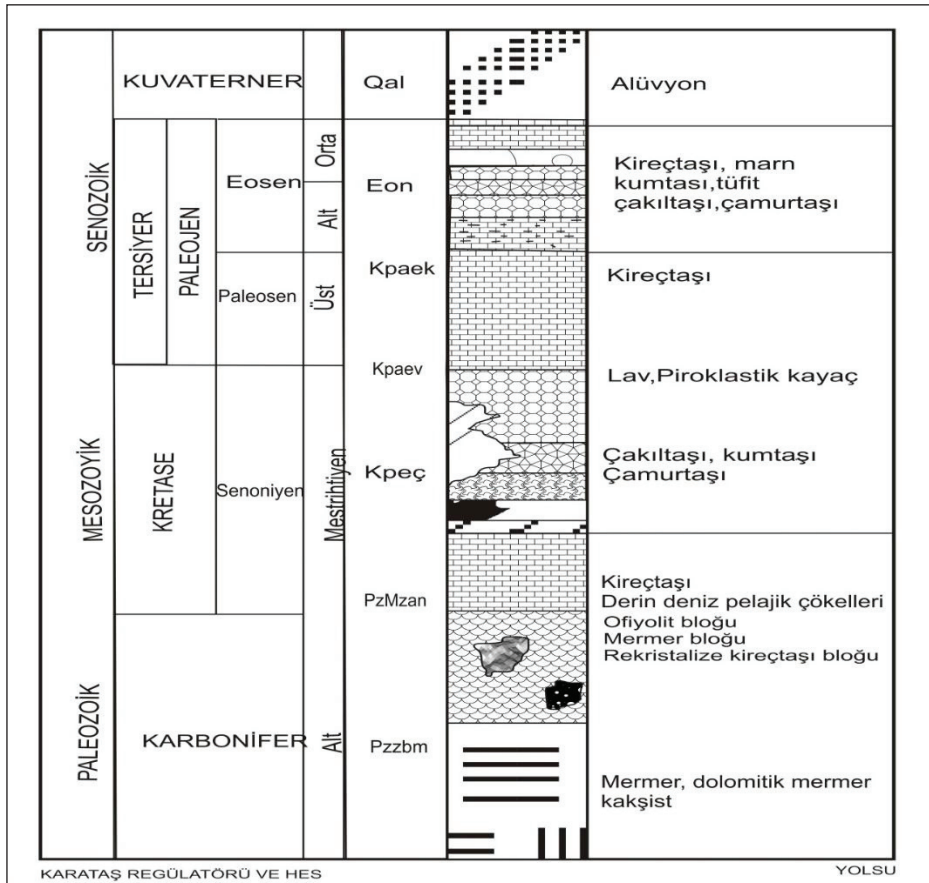 KUVATERNER
Qal
Alüvyon
SENOZOİK
TERSİYER
PALEOJEN
Eosen
Orta
Alt
Eon
Kireçtaşı, marn
kumtası,tüfit
çakıltaşı,çamurtaşı
Paleosen
Üst
Kpaek
Kireçtaşı
Kpaev
Lav,Piroklastik kayaç
MESOZOYİK
KRETASE
Senoniyen
Mestrihtiyen
Kpeç
Çakıltaşı, kumtaşı
Çamurtaşı
PzMzan
Kireçtaşı
Derin deniz pelajik çökelleri
Ofiyolit bloğu
Mermer bloğu
Rekristalize kireçtaşı bloğu
PALEOZOİK
KARBONİFER
Alt
Pzzbm
Mermer, dolomitik mermer
kakşist
KARATAŞ REGÜLATÖRÜ VE HES
YOLSU